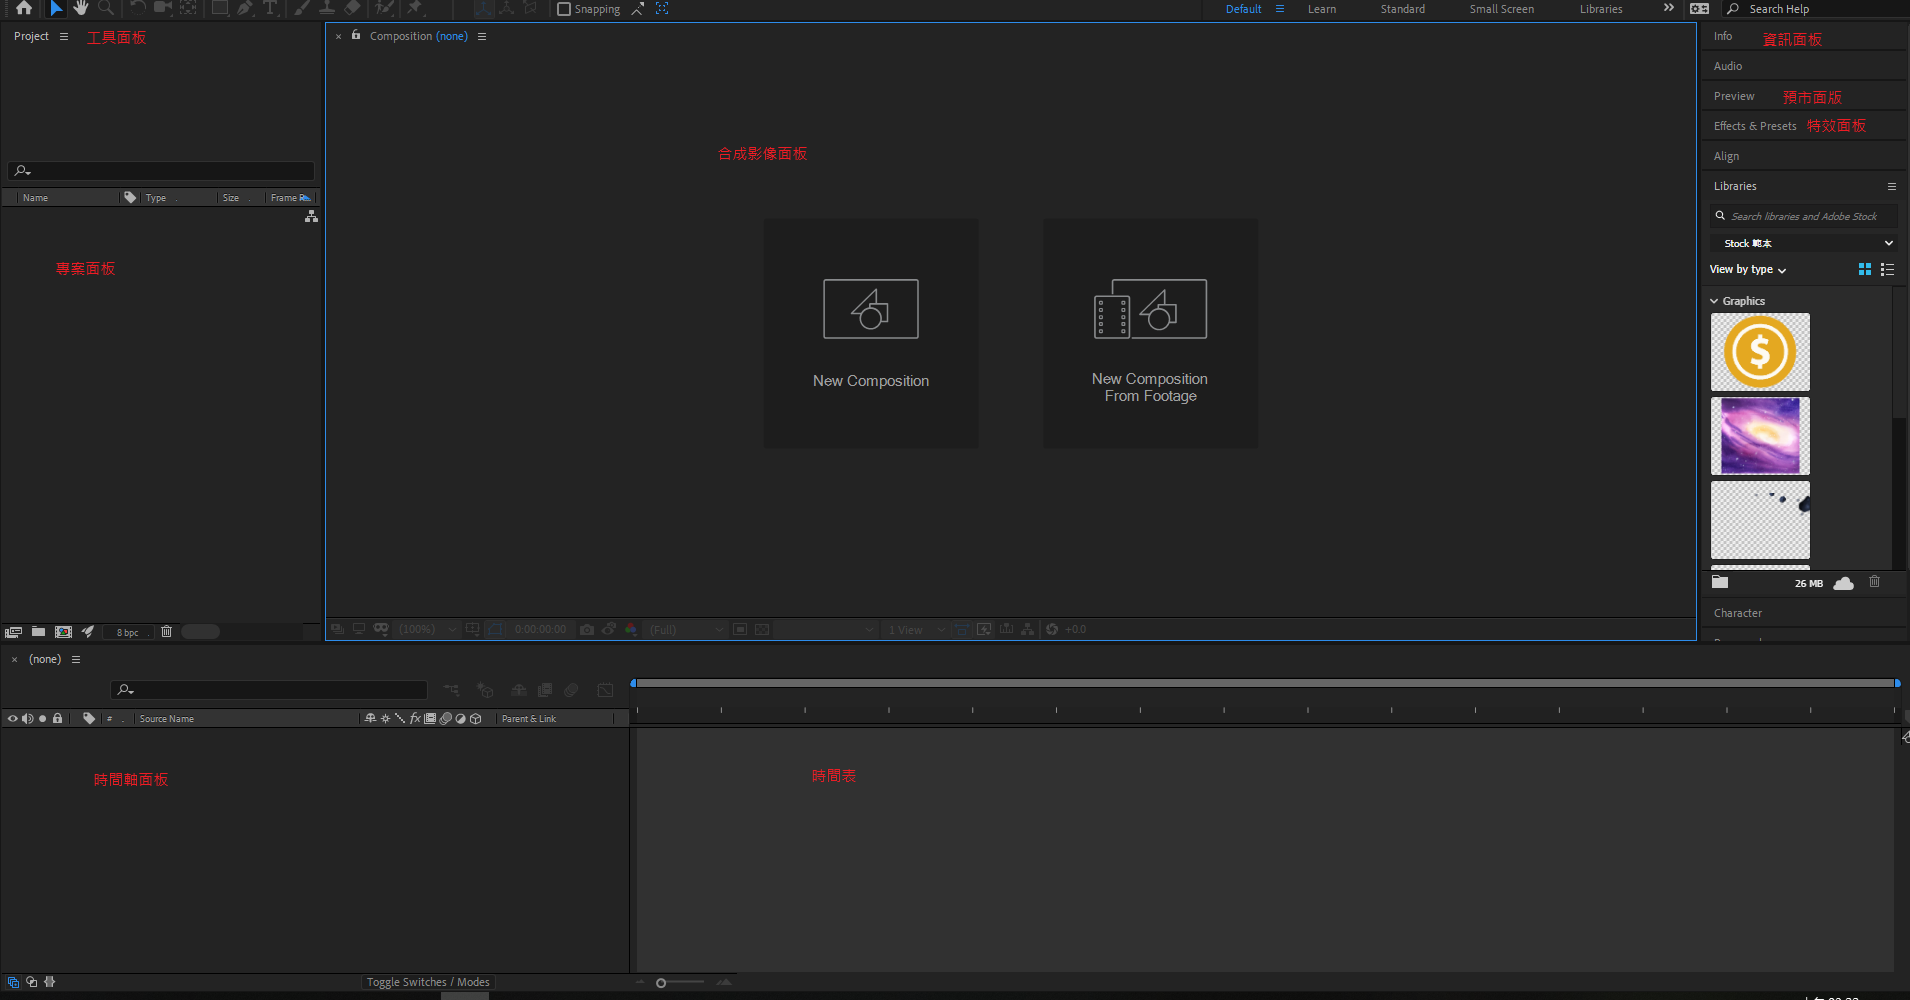 Snapping
Default
Learn
Standard
Small Screen
Libraries
Search Help
Project
工具面板
Composition (none)
Info
資訊面板
Audio
Preview
預市面版
Effects & Presets
特效面板
Align
Libraries
Search libraries and Adobe Stock
Stock 範本
View by type
Graphics
合成影像面板
Name
Type
Size
Frame R
專案面板
New Composition
New Composition
From Footage
26 MB
Character
8 bpc
(100%)
0:00:00:00
(Full)
1 View
+0.0
(none)
#
Source Name
fx
Parent & Link
時間軸面板
時間表
Toggle Switches / Modes